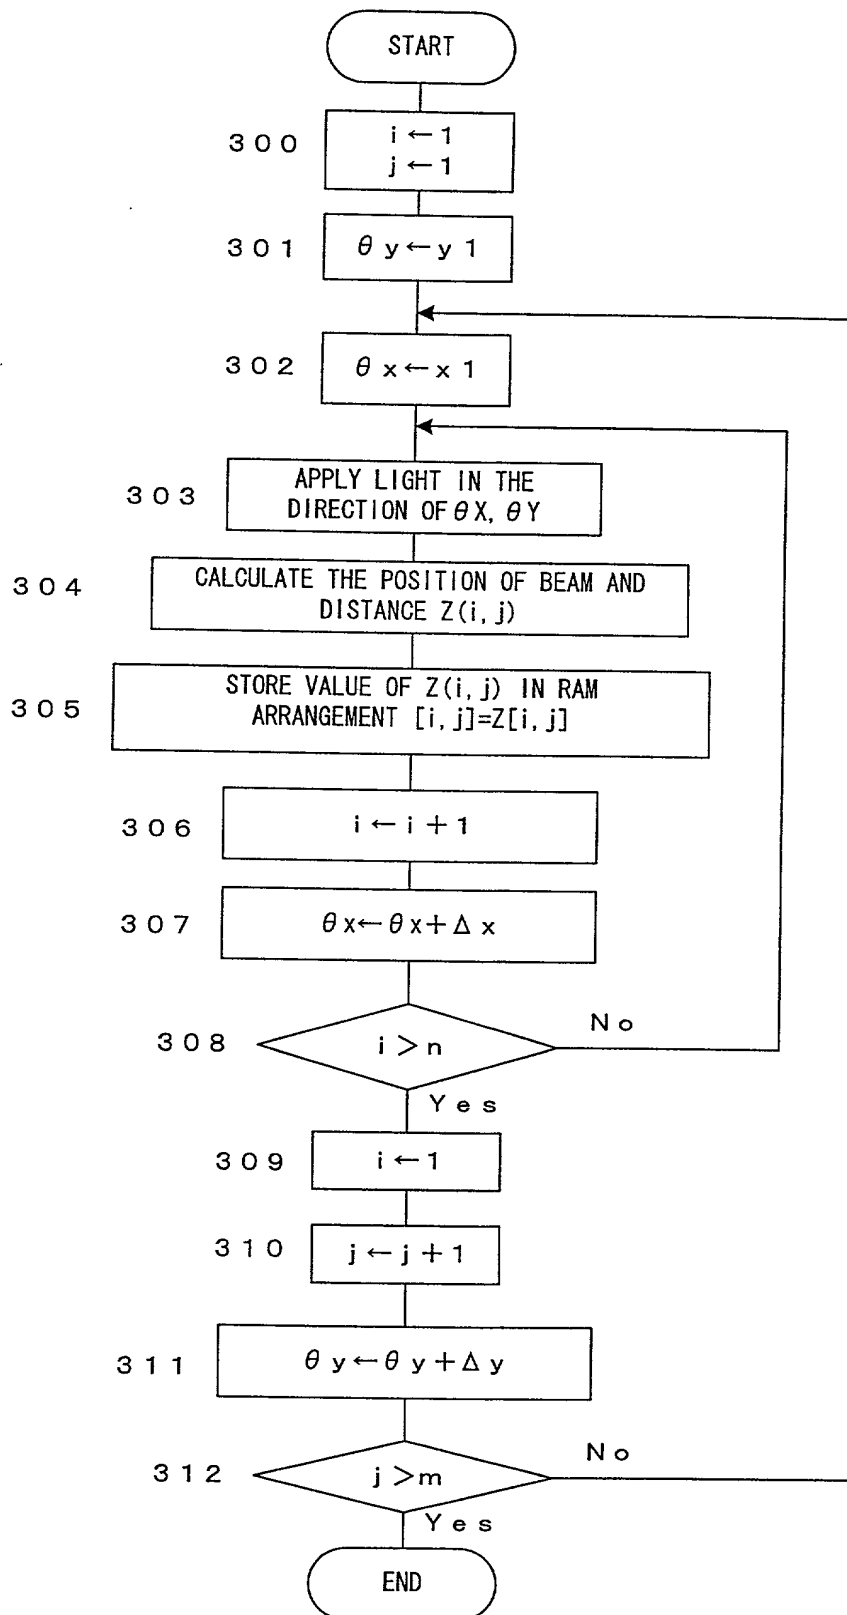 START
300
i←1
j←1
301
θy←y1
302
θx←x1
303
APPLY LIGHT IN THE
DIRECTION OF θX, θY
304
CALCULATE THE POSITION OF BEAM AND
DISTANCE Z(i,j)
305
STORE VALUE OF Z(i,j) IN RAM
ARRANGEMENT [i,j]=Z[i,j]
306
i←i+1
307
θx←θx+Δx
308
i>n
No
Yes
309
i←1
310
j←j+1
311
θy←θy+Δy
312
j>m
No
Yes
END